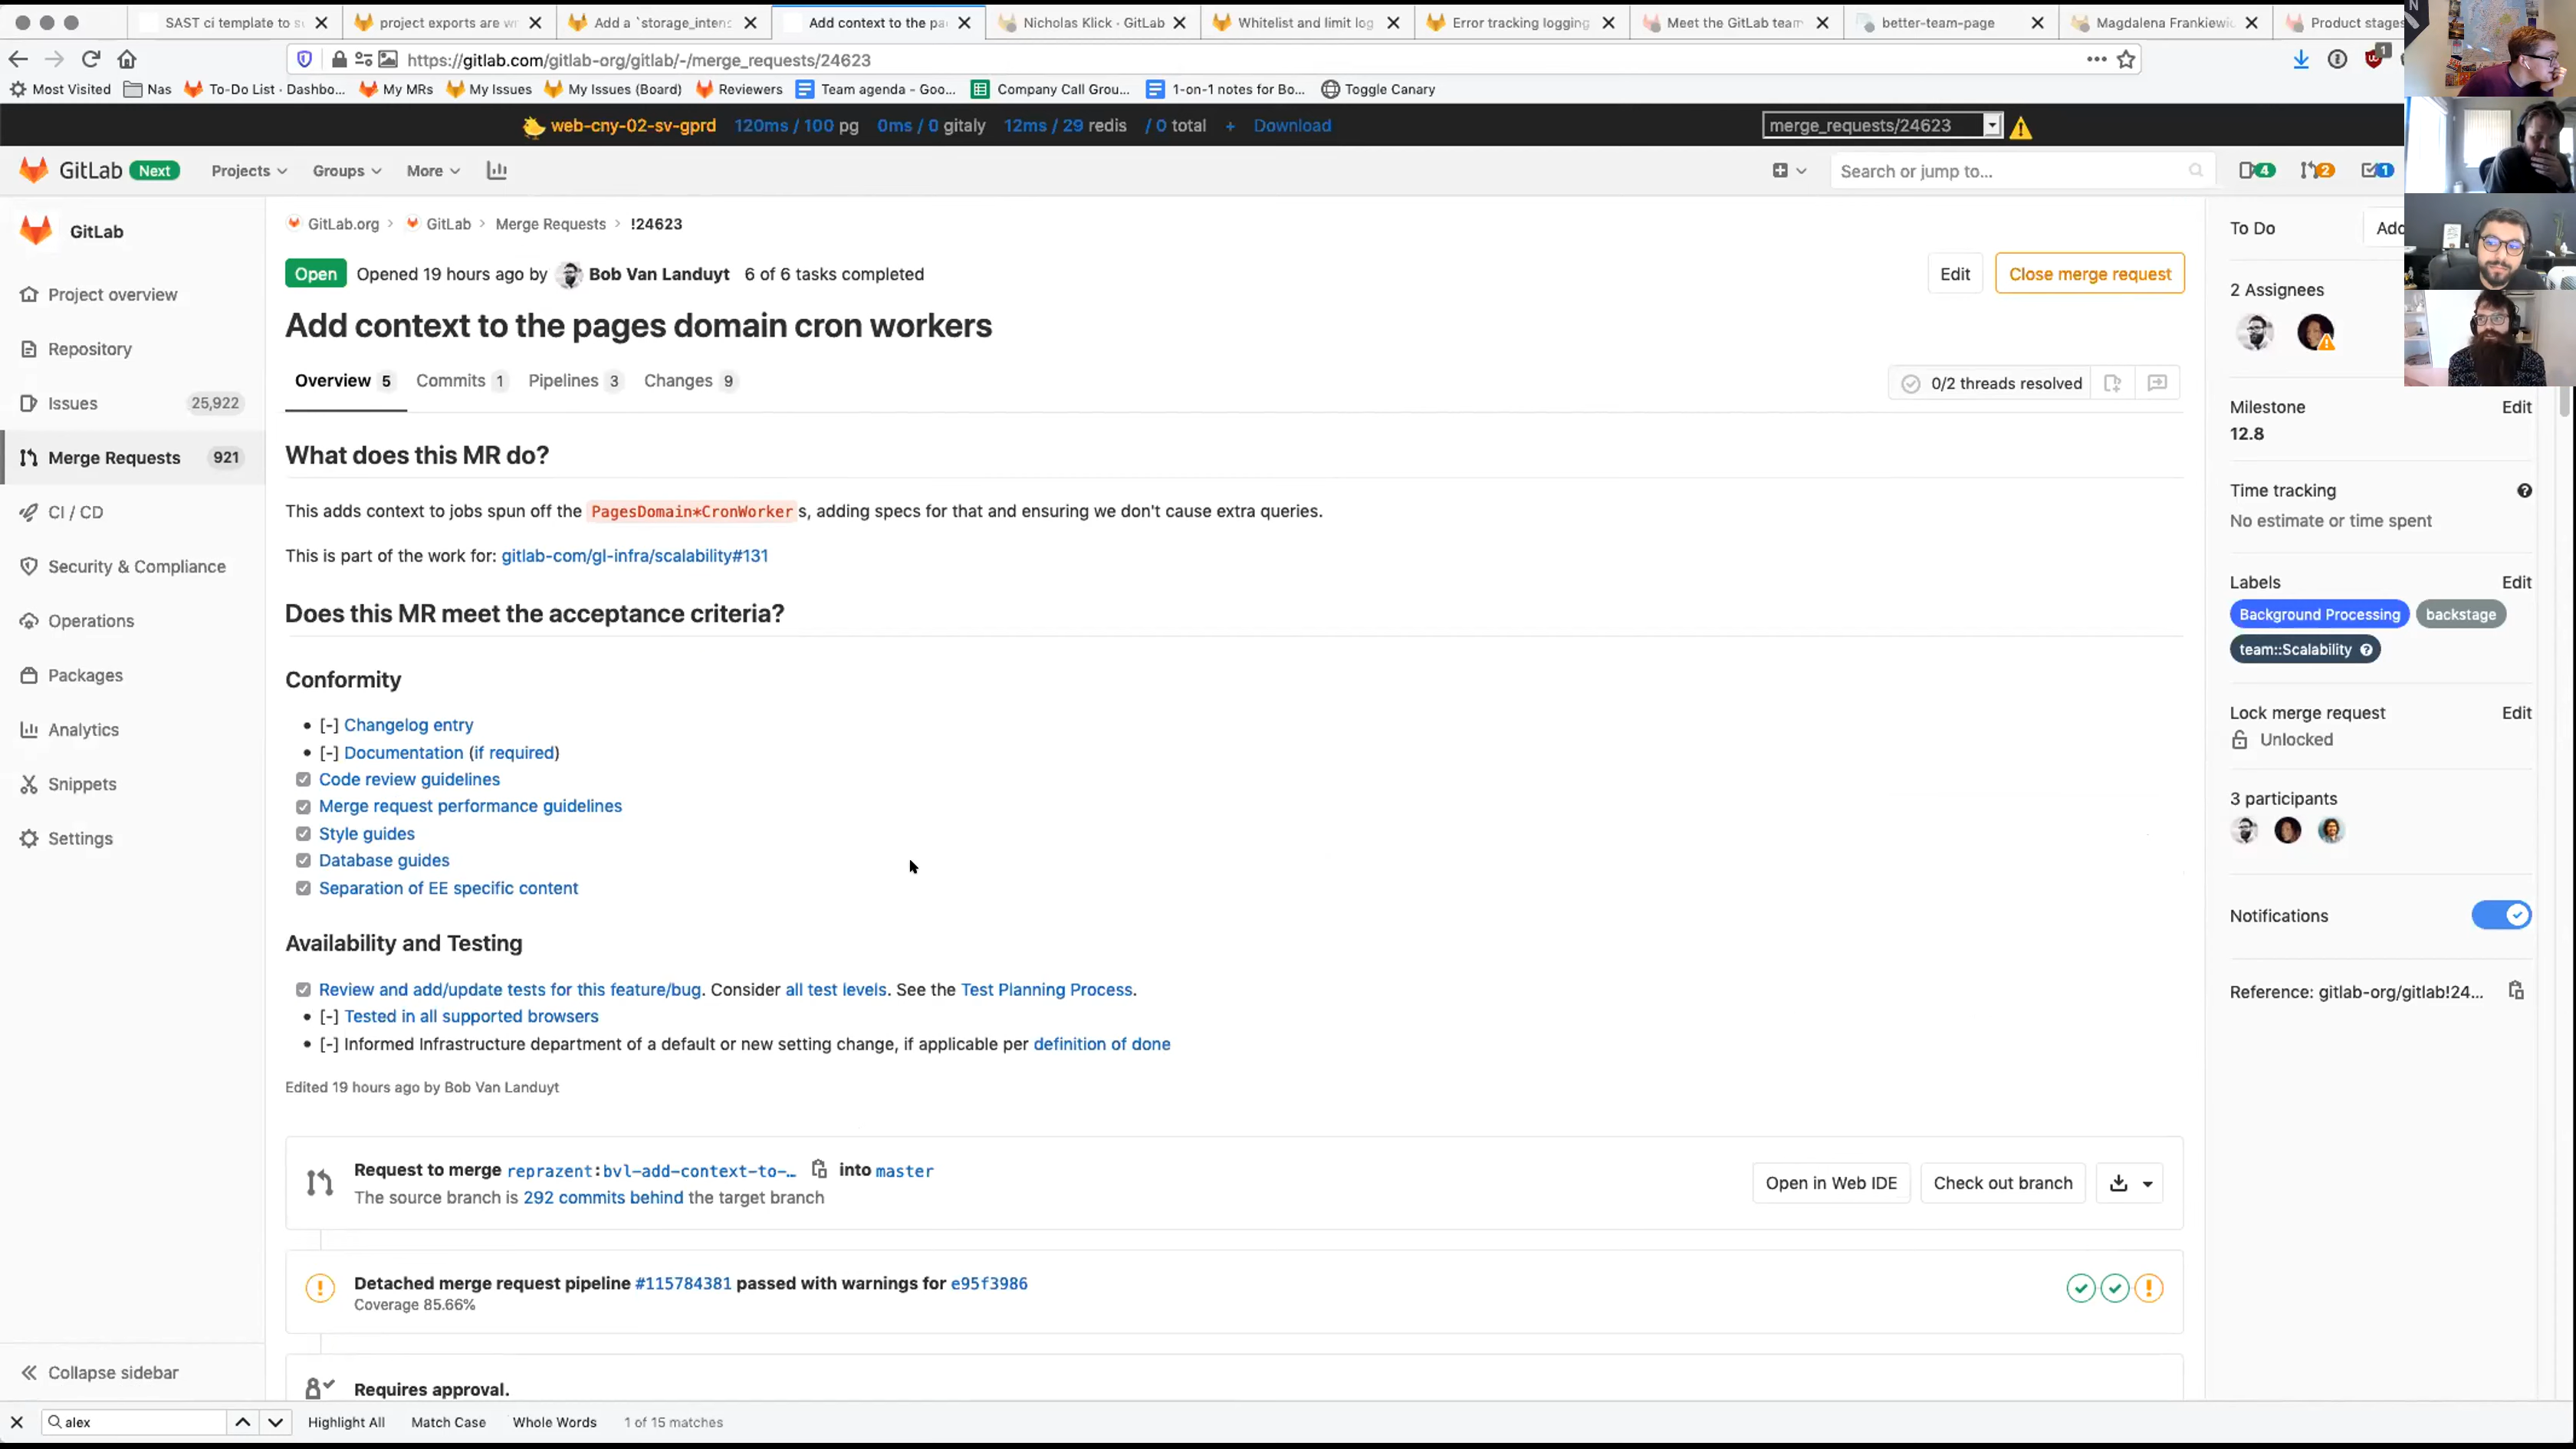 SAST ci template to su
project exports are wr
Add a `storage_intens
Add context to the pa
Nicholas Klick · GitLab
Whitelist and limit log
Error tracking logging
Meet the GitLab team
better-team-page
Magdalena Frankiewic
Product stages
https://gitlab.com/gitlab-org/gitlab/-/merge_requests/24623
1
Most Visited
Nas
To-Do List · Dashbo...
My MRs
My Issues
My Issues (Board)
Reviewers
Team agenda - Goo...
Company Call Grou...
1-on-1 notes for Bo...
Toggle Canary
web-cny-02-sv-gprd 120ms / 100 pg 0ms / 0 gitaly 12ms / 29 redis / 0 total + Download
merge_requests/24623
GitLab Next Projects Groups More
Search or jump to...
4 2 1
GitLab
Project overview
Repository
Issues 25,922
Merge Requests 921
CI / CD
Security & Compliance
Operations
Packages
Analytics
Snippets
Settings
Collapse sidebar
GitLab.org > GitLab > Merge Requests > !24623
Open Opened 19 hours ago by Bob Van Landuyt 6 of 6 tasks completed
Edit Close merge request
Add context to the pages domain cron workers
Overview 5 Commits 1 Pipelines 3 Changes 9
0/2 threads resolved
What does this MR do?
This adds context to jobs spun off the PagesDomain*CronWorker s, adding specs for that and ensuring we don't cause extra queries.
This is part of the work for: gitlab-com/gl-infra/scalability#131
Does this MR meet the acceptance criteria?
Conformity
• [-] Changelog entry
• [-] Documentation (if required)
Code review guidelines
Merge request performance guidelines
Style guides
Database guides
Separation of EE specific content
Availability and Testing
Review and add/update tests for this feature/bug. Consider all test levels. See the Test Planning Process.
• [-] Tested in all supported browsers
• [-] Informed Infrastructure department of a default or new setting change, if applicable per definition of done
Edited 19 hours ago by Bob Van Landuyt
Request to merge reprazent:bvl-add-context-to-… into master
The source branch is 292 commits behind the target branch
Open in Web IDE Check out branch
Detached merge request pipeline #115784381 passed with warnings for e95f3986
Coverage 85.66%
Requires approval.
To Do
Add
2 Assignees
Milestone Edit
12.8
Time tracking
No estimate or time spent
Labels Edit
Background Processing backstage
team::Scalability
Lock merge request Edit
Unlocked
3 participants
Notifications
Reference: gitlab-org/gitlab!24...
alex Highlight All Match Case Whole Words 1 of 15 matches